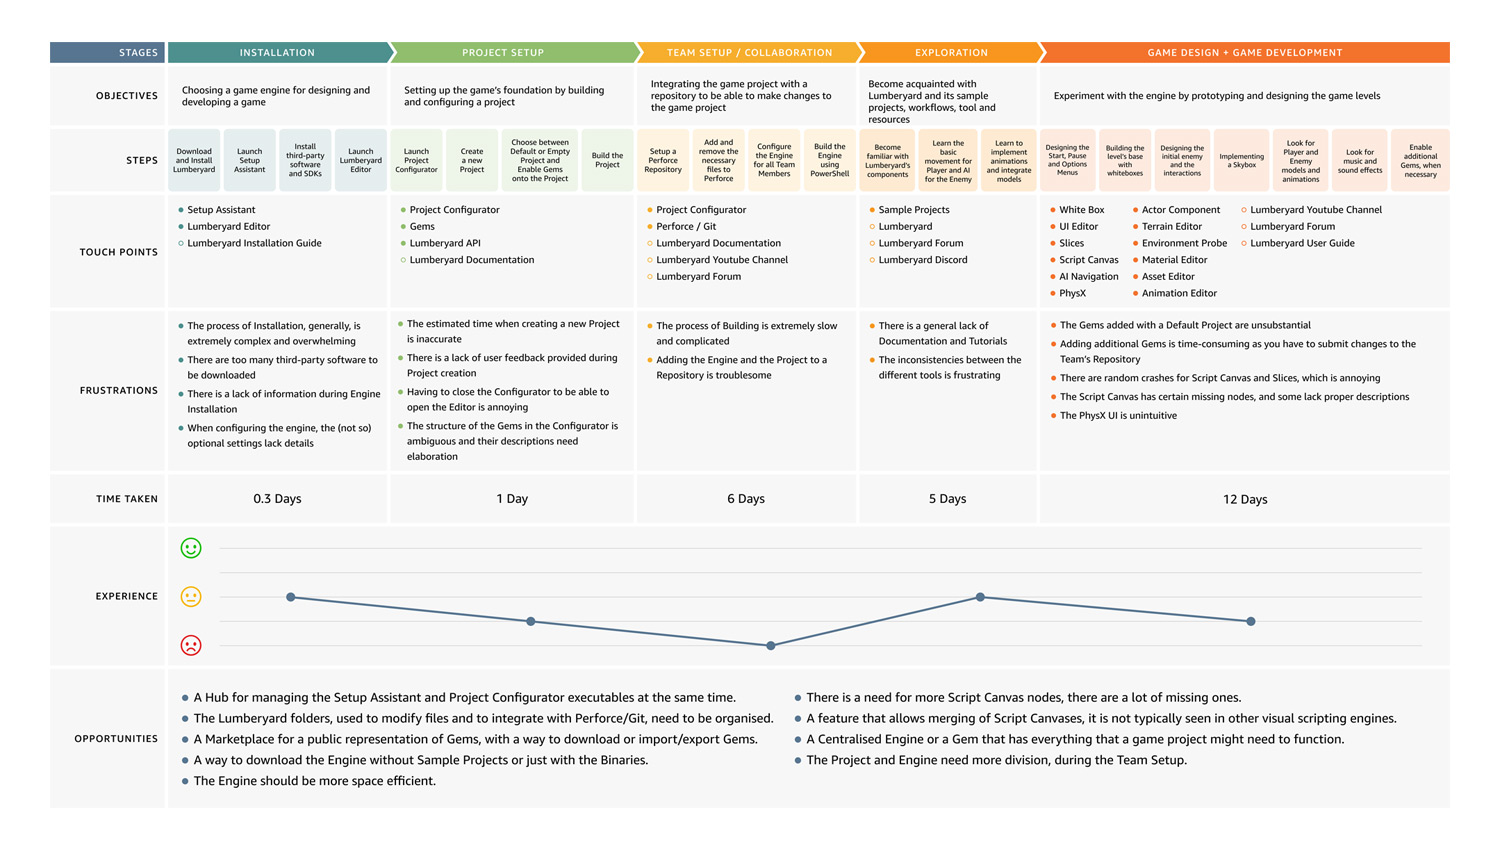 STAGES
INSTALLATION
PROJECT SETUP
TEAM SETUP / COLLABORATION
EXPLORATION
GAME DESIGN + GAME DEVELOPMENT
OBJECTIVES
Choosing a game engine for designing and
developing a game
Setting up the game's foundation by building
and configuring a project
Integrating the game project with a
repository to be able to make changes to
the game project
Become acquainted with
Lumberyard and its sample
projects, workflows, tool and
resources
Experiment with the engine by prototyping and designing the game levels
STEPS
Download
and Install
Lumberyard
Launch
Setup
Assistant
Install
third-party
software
and SDKs
Launch
Lumberyard
Editor
Launch
Project
Configurator
Create
a new
Project
Choose between
Default or Empty
Project and
Enable Gems
onto the Project
Build the
Project
Setup a
Perforce
Repository
Add and
remove the
necessary
files to
Perforce
Configure
the Engine
for all Team
Members
Build the
Engine
using
PowerShell
Become
familiar with
Lumberyard's
components
Learn the
basic
movement for
Player and AI
for the Enemy
Learn to
implement
animations
and integrate
models
Designing the
Start, Pause
and Options
Menus
Building the
level's base
with
whiteboxes
Designing the
initial enemy
and the
interactions
Implementing
a Skybox
Look for
Player and
Enemy
models and
animations
Look for
music and
sound effects
Enable
additional
Gems, when
necessary
TOUCH POINTS
Setup Assistant
Lumberyard Editor
Lumberyard Installation Guide
Project Configurator
Gems
Lumberyard API
Lumberyard Documentation
Project Configurator
Perforce / Git
Lumberyard Documentation
Lumberyard Youtube Channel
Lumberyard Forum
Sample Projects
Lumberyard
Lumberyard Forum
Lumberyard Discord
White Box
UI Editor
Slices
Script Canvas
AI Navigation
PhysX
Actor Component
Terrain Editor
Environment Probe
Material Editor
Asset Editor
Animation Editor
Lumberyard Youtube Channel
Lumberyard Forum
Lumberyard User Guide
FRUSTRATIONS
The process of Installation, generally, is
extremely complex and overwhelming
There are too many third-party software to
be downloaded
There is a lack of information during Engine
Installation
When configuring the engine, the (not so)
optional settings lack details
The estimated time when creating a new Project
is inaccurate
There is a lack of user feedback provided during
Project creation
Having to close the Configurator to be able to
open the Editor is annoying
The structure of the Gems in the Configurator is
ambiguous and their descriptions need
elaboration
The process of Building is extremely slow
and complicated
Adding the Engine and the Project to a
Repository is troublesome
There is a general lack of
Documentation and Tutorials
The inconsistencies between the
different tools is frustrating
The Gems added with a Default Project are unsubstantial
Adding additional Gems is time-consuming as you have to submit changes to the
Team's Repository
There are random crashes for Script Canvas and Slices, which is annoying
The Script Canvas has certain missing nodes, and some lack proper descriptions
The PhysX UI is unintuitive
TIME TAKEN
0.3 Days
1 Day
6 Days
5 Days
12 Days
EXPERIENCE
OPPORTUNITIES
A Hub for managing the Setup Assistant and Project Configurator executables at the same time.
The Lumberyard folders, used to modify files and to integrate with Perforce/Git, need to be organised.
A Marketplace for a public representation of Gems, with a way to download or import/export Gems.
A way to download the Engine without Sample Projects or just with the Binaries.
The Engine should be more space efficient.
There is a need for more Script Canvas nodes, there are a lot of missing ones.
A feature that allows merging of Script Canvases, it is not typically seen in other visual scripting engines.
A Centralised Engine or a Gem that has everything that a game project might need to function.
The Project and Engine need more division, during the Team Setup.